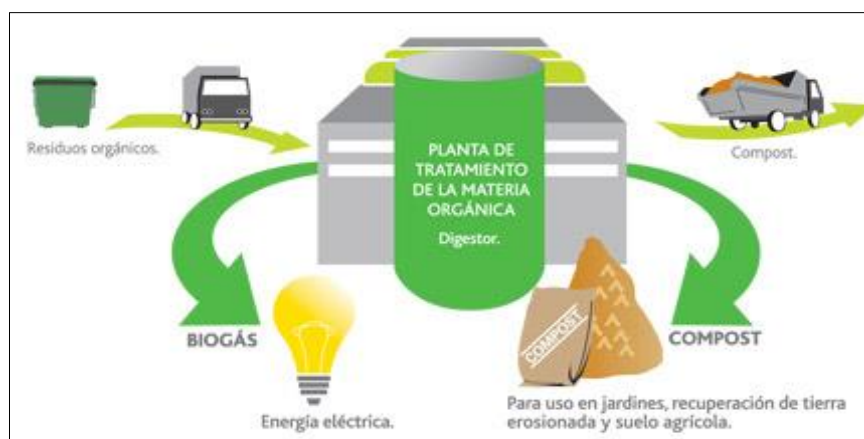 Residuos orgánicos.
Compost.
PLANTA DE
TRATAMIENTO
DE LA MATERIA
ORGÁNICA
Digestor.
BIOGÁS
COMPOST
COMPOST
Energía eléctrica.
Para uso en jardines, recuperación de tierra
erosionada y suelo agrícola.